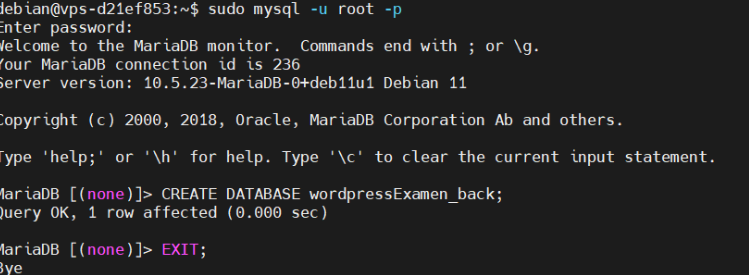 debian@vps-d21ef853:~$ sudo mysql -u root -p
Enter password:
Welcome to the MariaDB monitor.  Commands end with ; or \g.
Your MariaDB connection id is 236
Server version: 10.5.23-MariaDB-0+deb11u1 Debian 11
Copyright (c) 2000, 2018, Oracle, MariaDB Corporation Ab and others.
Type 'help;' or '\h' for help. Type '\c' to clear the current input statement.
MariaDB [(none)]> CREATE DATABASE wordpressExamen_back;
Query OK, 1 row affected (0.000 sec)
MariaDB [(none)]> EXIT;
Bye